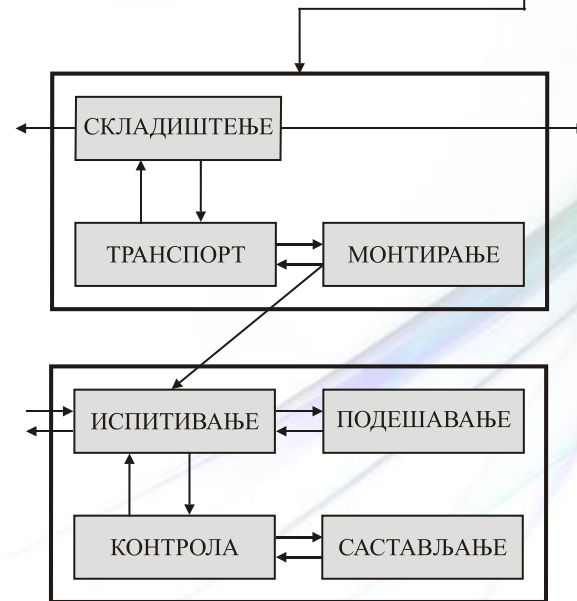 СКЛАДИШТЕЊЕ
ТРАНСПОРТ
МОНТИРАЊЕ
ИСПИТИВАЊЕ
ПОДЕШАВАЊЕ
КОНТРОЛА
САСТАВЉАЊЕ